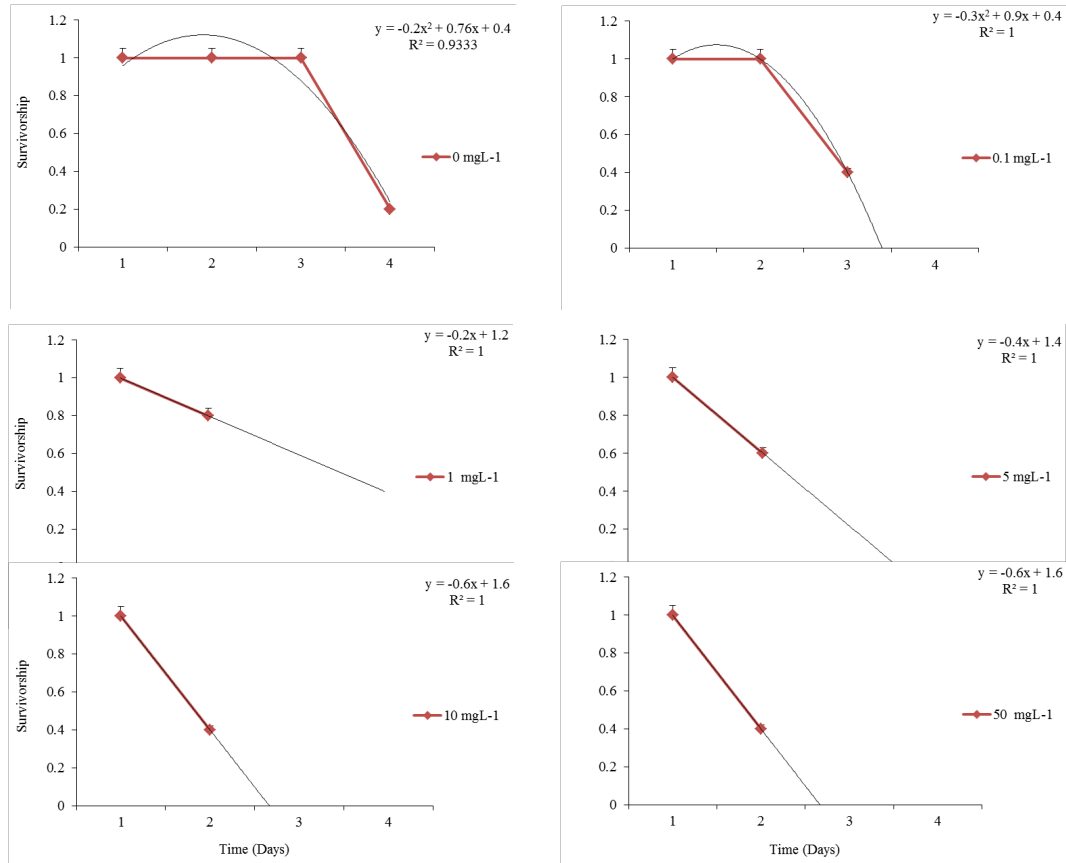 y = -0.2x² + 0.76x + 0.4
R² = 0.9333
1.2
1
0.8
0.6
0.4
0.2
0
Survivorship
0 mgL-1
1 2 3 4
y = -0.3x² + 0.9x + 0.4
R² = 1
1.2
1
0.8
0.6
0.4
0.2
0
0.1 mgL-1
1 2 3 4
y = -0.2x + 1.2
R² = 1
1.2
1
0.8
0.6
0.4
0.2
Survivorship
1 mgL-1
y = -0.4x + 1.4
R² = 1
1.2
1
0.8
0.6
0.4
0.2
5 mgL-1
y = -0.6x + 1.6
R² = 1
1.2
1
0.8
0.6
0.4
0.2
0
Survivorship
10 mgL-1
1 2 3 4
Time (Days)
y = -0.6x + 1.6
R² = 1
1.2
1
0.8
0.6
0.4
0.2
0
50 mgL-1
1 2 3 4
Time (Days)